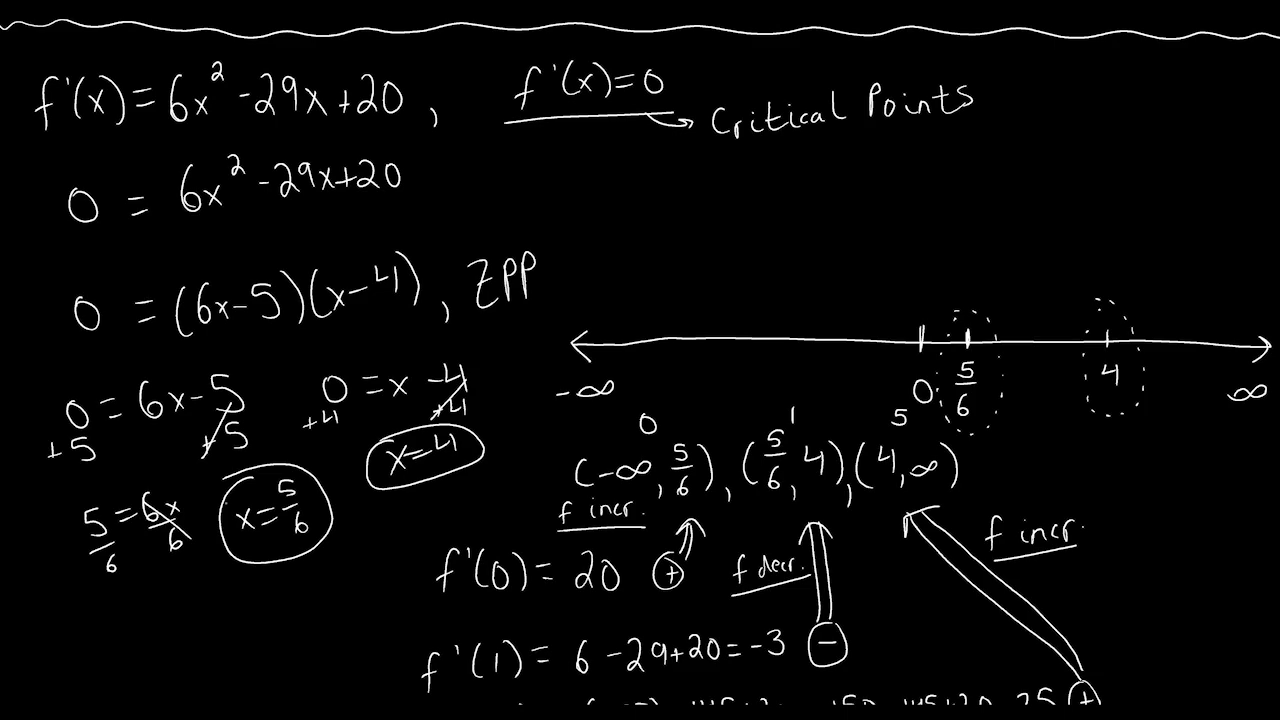 f'(x) = 6x² - 29x + 20, f'(x) = 0 → Critical Points
0 = 6x² - 29x + 20
0 = (6x - 5)(x - 4), ZPP
0 = 6x - 5
+5 +5
5/6 = 6x/6
x = 5/6
0 = x - 4
+4 +4
x = 4
-∞ 0 5/6 4 ∞
0 1 5
(-∞, 5/6), (5/6, 4), (4, ∞)
f incr.
f decr.
f incr.
f'(0) = 20 +
f'(1) = 6 - 29 + 20 = -3 −
+